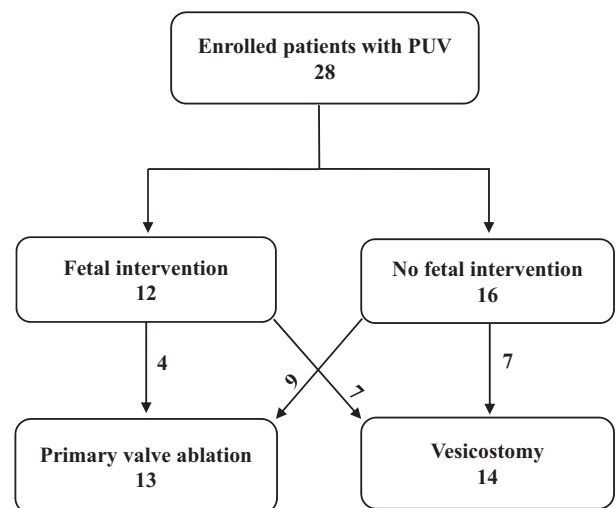 Enrolled patients with PUV
28
Fetal intervention
12
No fetal intervention
16
4
9
7
7
Primary valve ablation
13
Vesicostomy
14